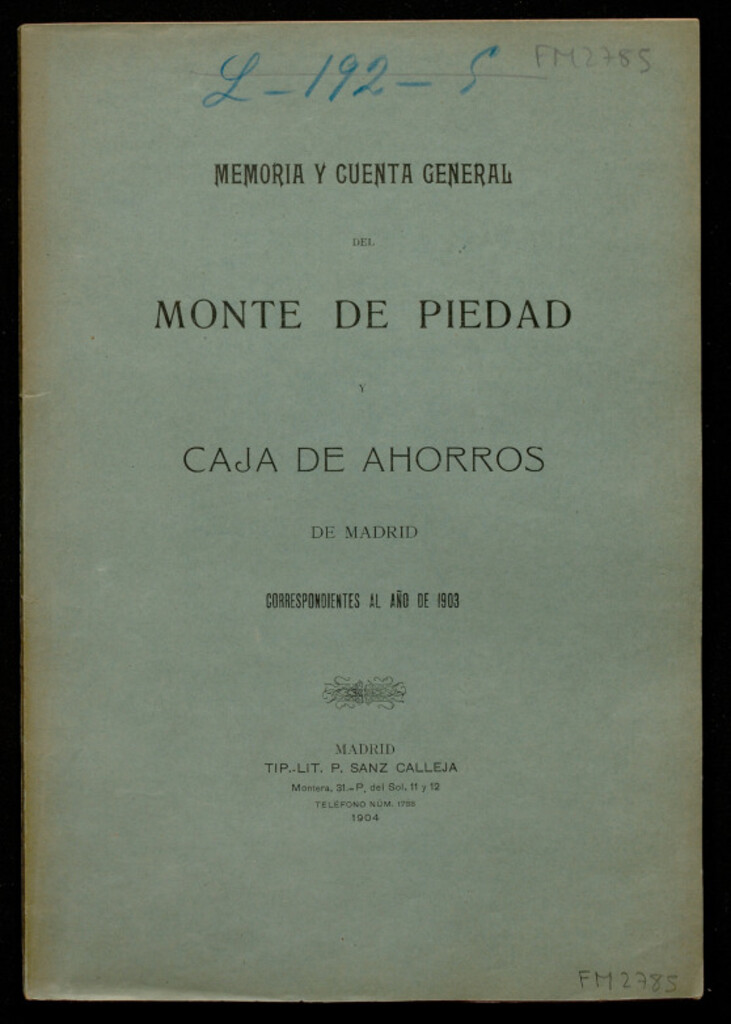 L-192-5
FM2785
MEMORIA Y CUENTA GENERAL
DEL
MONTE DE PIEDAD
Y
CAJA DE AHORROS
DE MADRID
CORRESPONDIENTES AL AÑO DE 1903
MADRID
TIP.-LIT. P. SANZ CALLEJA
Montera, 31.-P. del Sol, 11 y 12
TELÉFONO NÚM. 1788
1904
FM2785